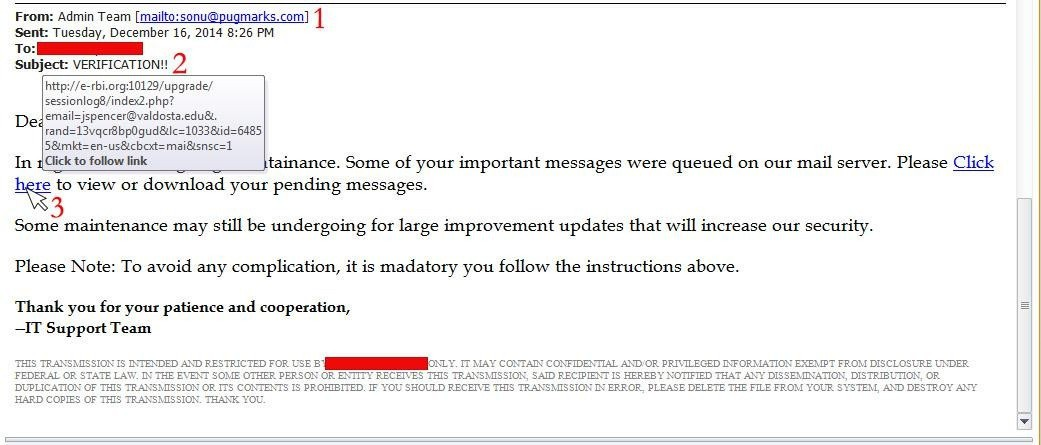 From: Admin Team [mailto:sonu@pugmarks.com] 1
Sent: Tuesday, December 16, 2014 8:26 PM
To:
Subject: VERIFICATION!! 2
http://e-rbi.org:10129/upgrade/
sessionlog8/index2.php?
email=jspencer@valdosta.edu&.
rand=13vqcr8bp0gud&lc=1033&id=6485
5&mkt=en-us&cbcxt=mai&snsc=1
Click to follow link
Dea
In tainance. Some of your important messages were queued on our mail server. Please Click
here to view or download your pending messages.
3
Some maintenance may still be undergoing for large improvement updates that will increase our security.
Please Note: To avoid any complication, it is madatory you follow the instructions above.
Thank you for your patience and cooperation,
--IT Support Team
THIS TRANSMISSION IS INTENDED AND RESTRICTED FOR USE BY ONLY. IT MAY CONTAIN CONFIDENTIAL AND/OR PRIVILEGED INFORMATION EXEMPT FROM DISCLOSURE UNDER
FEDERAL OR STATE LAW. IN THE EVENT SOME OTHER PERSON OR ENTITY RECEIVES THIS TRANSMISSION, SAID RECIPIENT IS HEREBY NOTIFIED THAT ANY DISSEMINATION, DISTRIBUTION, OR
DUPLICATION OF THIS TRANSMISSION OR ITS CONTENTS IS PROHIBITED. IF YOU SHOULD RECEIVE THIS TRANSMISSION IN ERROR, PLEASE DELETE THE FILE FROM YOUR SYSTEM, AND DESTROY ANY
HARD COPIES OF THIS TRANSMISSION. THANK YOU.